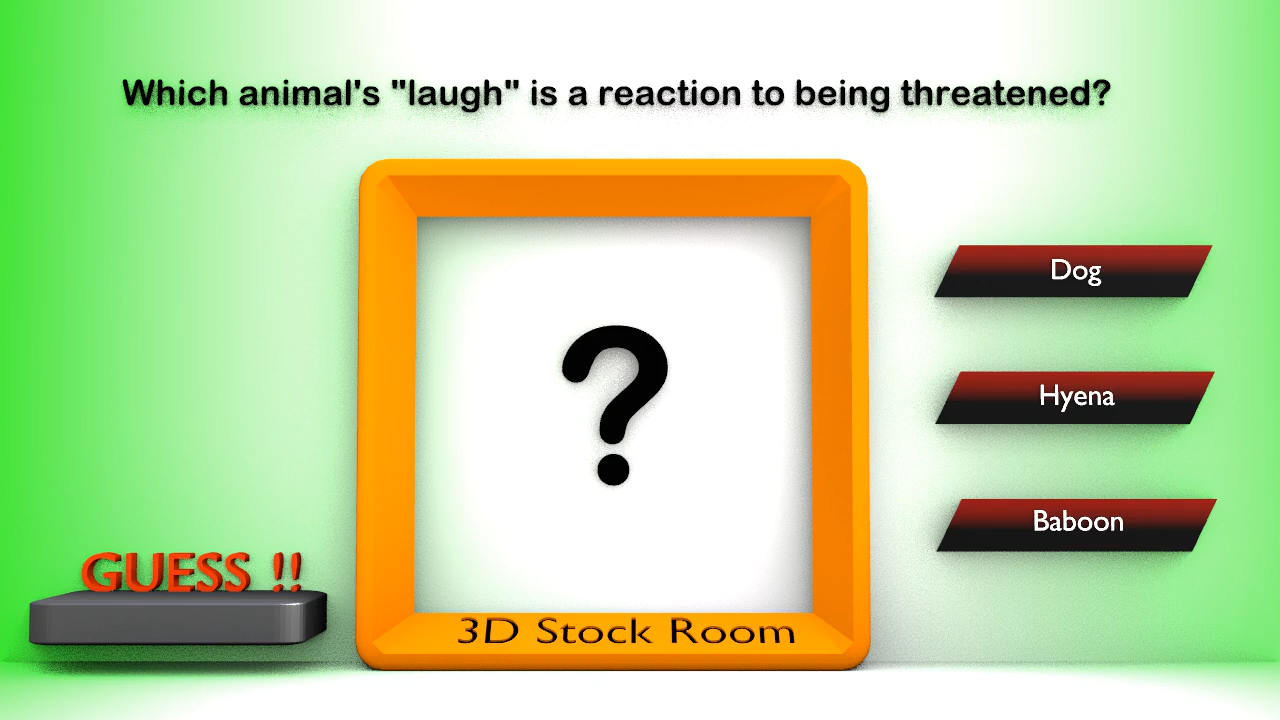 Which animal's "laugh" is a reaction to being threatened?
?
Dog
Hyena
Baboon
GUESS !!
3D Stock Room